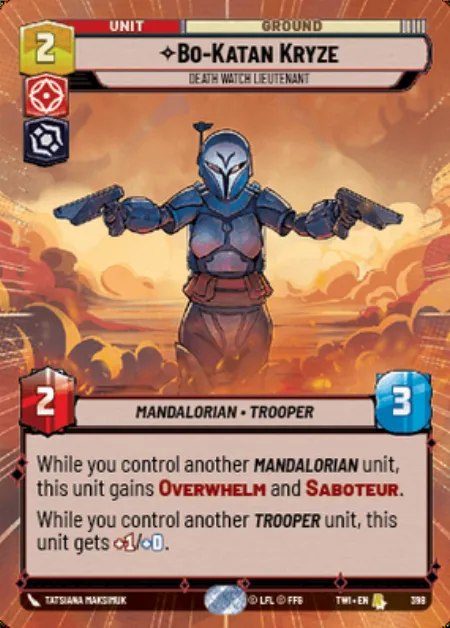 UNIT GROUND
2
✧BO-KATAN KRYZE
DEATH WATCH LIEUTENANT
2
MANDALORIAN • TROOPER
3
While you control another MANDALORIAN unit,
this unit gains OVERWHELM and SABOTEUR.
While you control another TROOPER unit, this
unit gets +1/+0.
TATSIANA MAKSIMUK © LFL © FFG TWI • EN 398